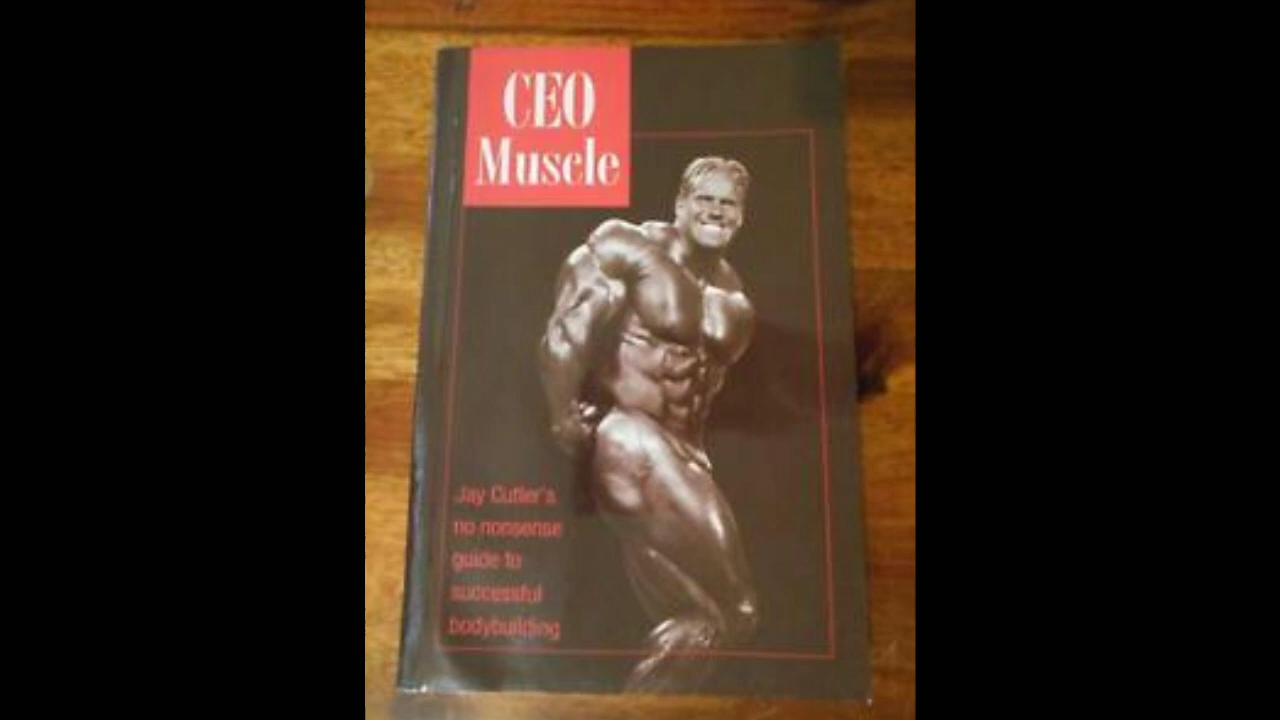 CEO
Muscle
Jay Cutler's
no nonsense
guide to
successful
bodybuilding